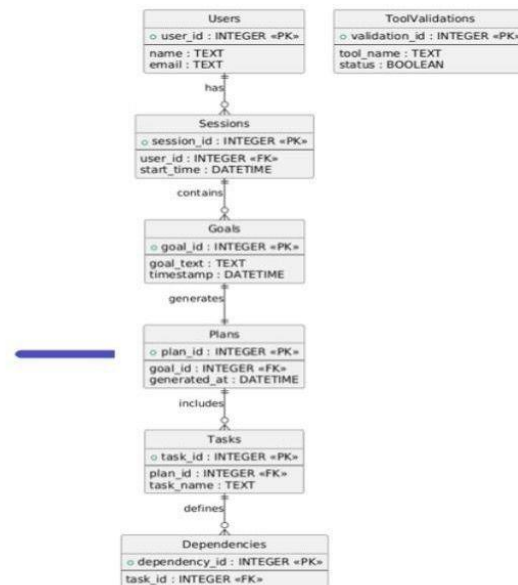 Users
user_id : INTEGER «PK»
name : TEXT
email : TEXT
ToolValidations
validation_id : INTEGER «PK»
tool_name : TEXT
status : BOOLEAN
has
Sessions
session_id : INTEGER «PK»
user_id : INTEGER «FK»
start_time : DATETIME
contains
Goals
goal_id : INTEGER «PK»
goal_text : TEXT
timestamp : DATETIME
generates
Plans
plan_id : INTEGER «PK»
goal_id : INTEGER «FK»
generated_at : DATETIME
includes
Tasks
task_id : INTEGER «PK»
plan_id : INTEGER «FK»
task_name : TEXT
defines
Dependencies
dependency_id : INTEGER «PK»
task_id : INTEGER «FK»